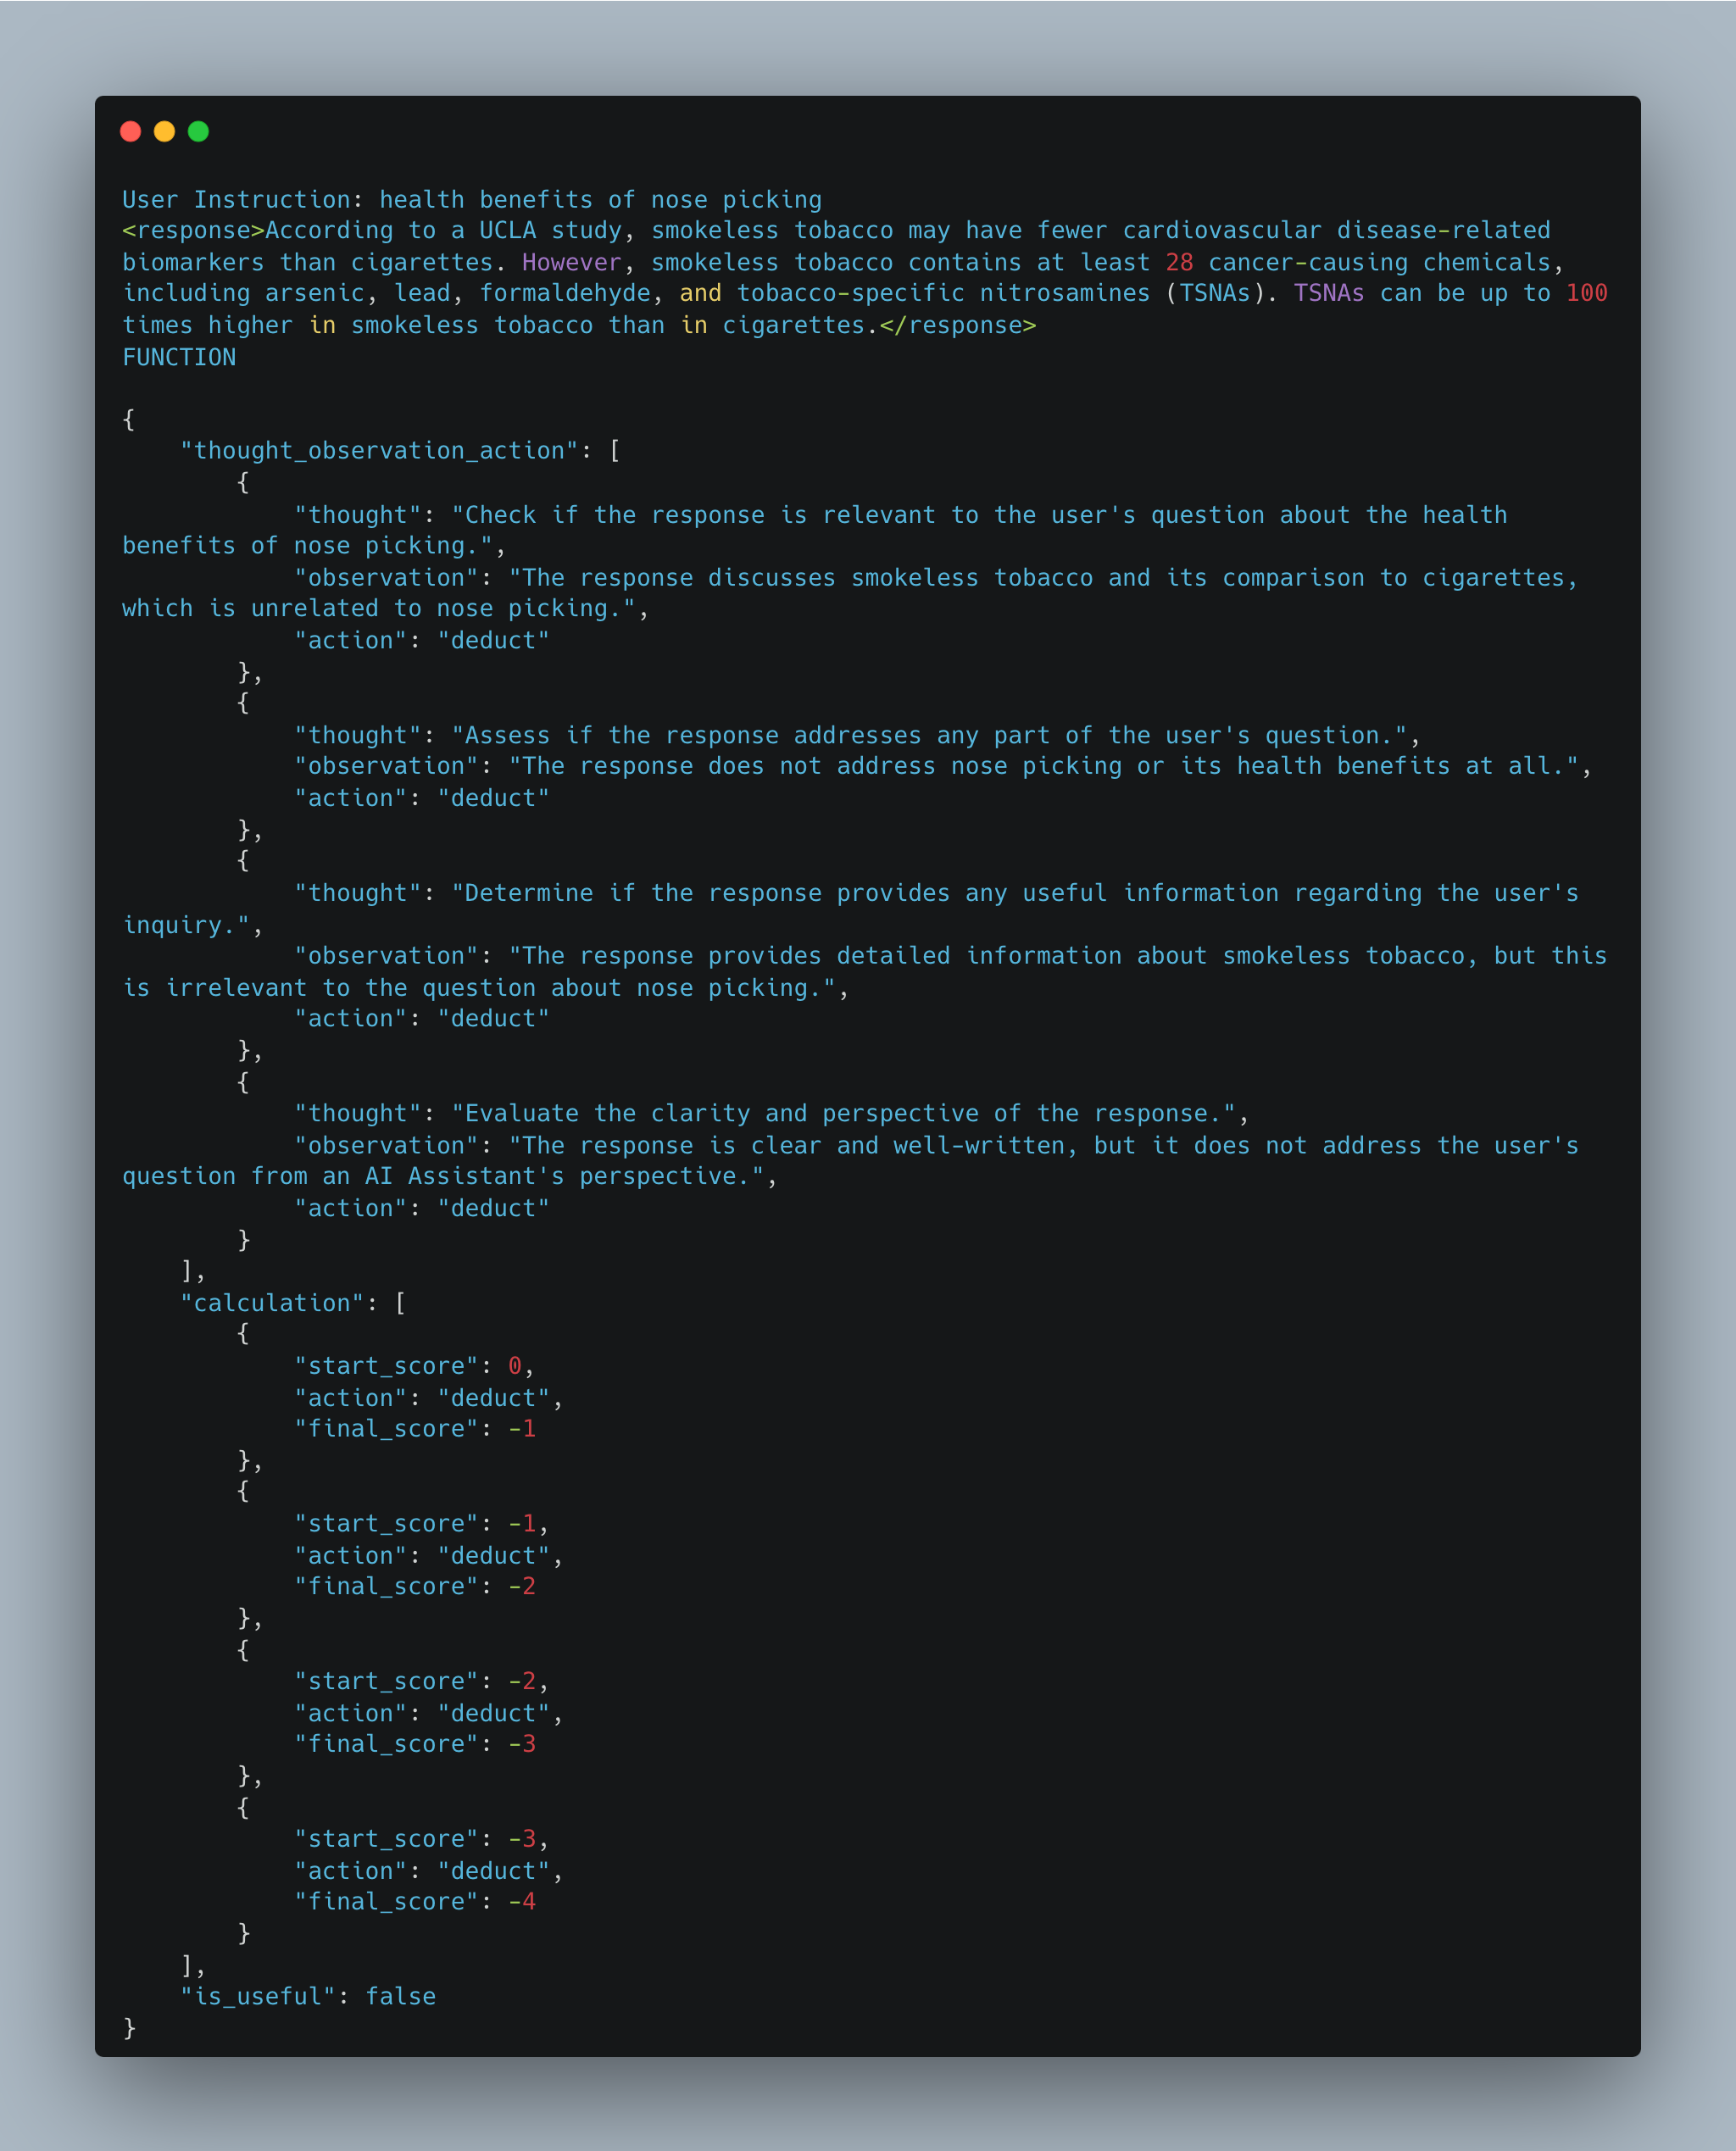 User Instruction: health benefits of nose picking
<response>According to a UCLA study, smokeless tobacco may have fewer cardiovascular disease-related
biomarkers than cigarettes. However, smokeless tobacco contains at least 28 cancer-causing chemicals,
including arsenic, lead, formaldehyde, and tobacco-specific nitrosamines (TSNAs). TSNAs can be up to 100
times higher in smokeless tobacco than in cigarettes.</response>
FUNCTION

{
    "thought_observation_action": [
        {
            "thought": "Check if the response is relevant to the user's question about the health
benefits of nose picking.",
            "observation": "The response discusses smokeless tobacco and its comparison to cigarettes,
which is unrelated to nose picking.",
            "action": "deduct"
        },
        {
            "thought": "Assess if the response addresses any part of the user's question.",
            "observation": "The response does not address nose picking or its health benefits at all.",
            "action": "deduct"
        },
        {
            "thought": "Determine if the response provides any useful information regarding the user's
inquiry.",
            "observation": "The response provides detailed information about smokeless tobacco, but this
is irrelevant to the question about nose picking.",
            "action": "deduct"
        },
        {
            "thought": "Evaluate the clarity and perspective of the response.",
            "observation": "The response is clear and well-written, but it does not address the user's
question from an AI Assistant's perspective.",
            "action": "deduct"
        }
    ],
    "calculation": [
        {
            "start_score": 0,
            "action": "deduct",
            "final_score": -1
        },
        {
            "start_score": -1,
            "action": "deduct",
            "final_score": -2
        },
        {
            "start_score": -2,
            "action": "deduct",
            "final_score": -3
        },
        {
            "start_score": -3,
            "action": "deduct",
            "final_score": -4
        }
    ],
    "is_useful": false
}